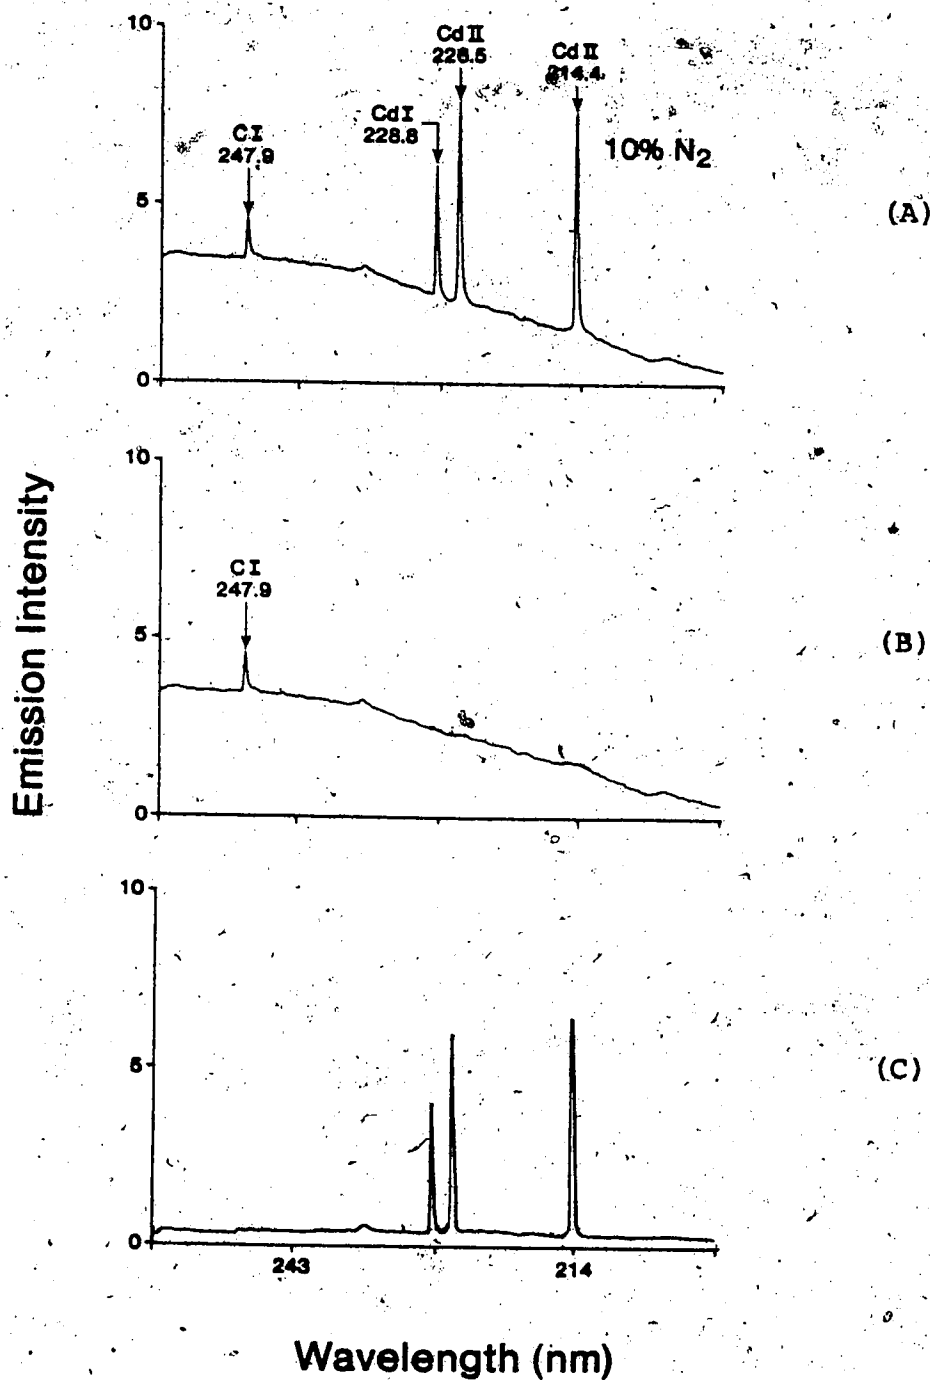 10
Cd II
226.5
Cd II
214.4
Cd I
228.8
C I
247.9
10% N2
5
(A)
0
10
C I
247.9
5
(B)
0
Emission Intensity
10
5
(C)
0
243
214
Wavelength (nm)